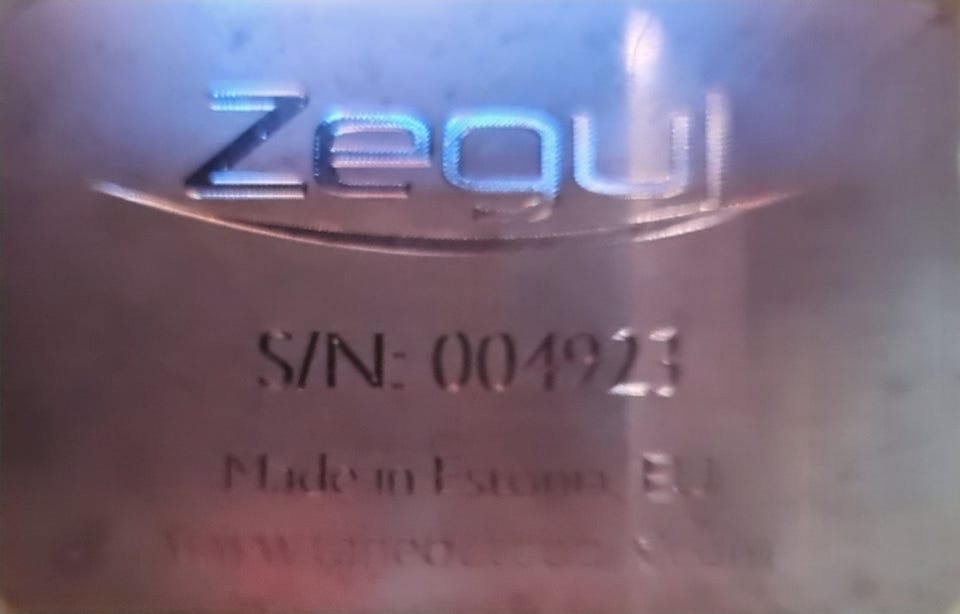 Zegul
S/N: 004923
Made in Estonia, EU